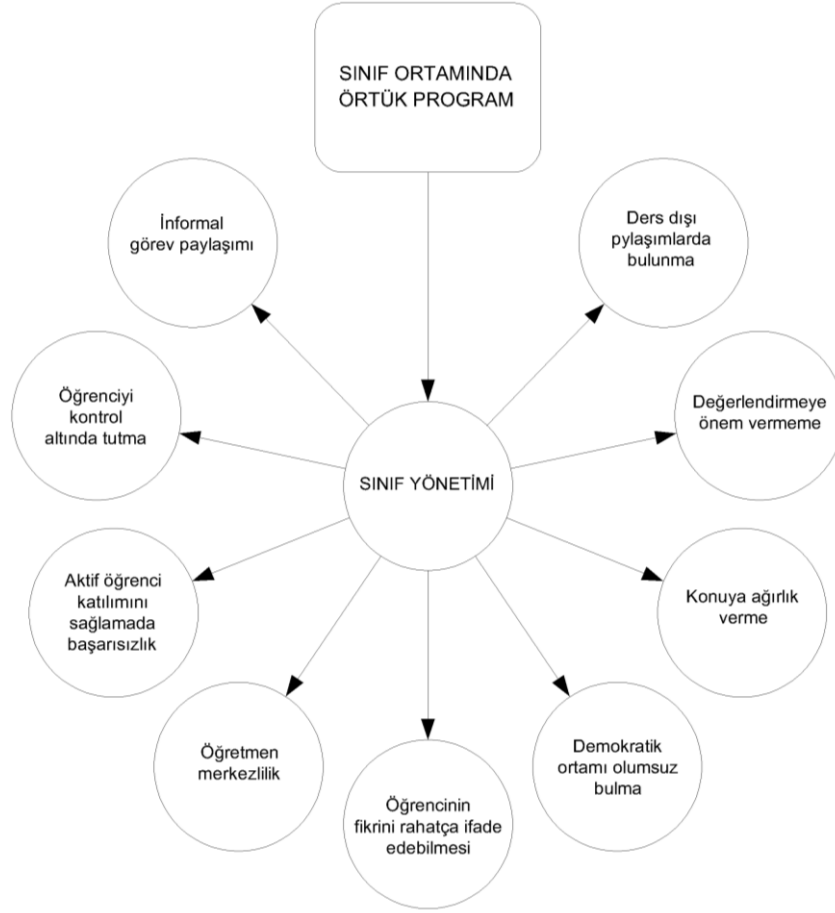 SINIF ORTAMINDA
ÖRTÜK PROGRAM
İnformal
görev paylaşımı
Ders dışı
pylaşımlarda
bulunma
Öğrenciyi
kontrol
altında tutma
Değerlendirmeye
önem vermeme
SINIF YÖNETİMİ
Aktif öğrenci
katılımını
sağlamada
başarısızlık
Konuya ağırlık
verme
Öğretmen
merkezlilik
Demokratik
ortamı olumsuz
bulma
Öğrencinin
fikrini rahatça ifade
edebilmesi